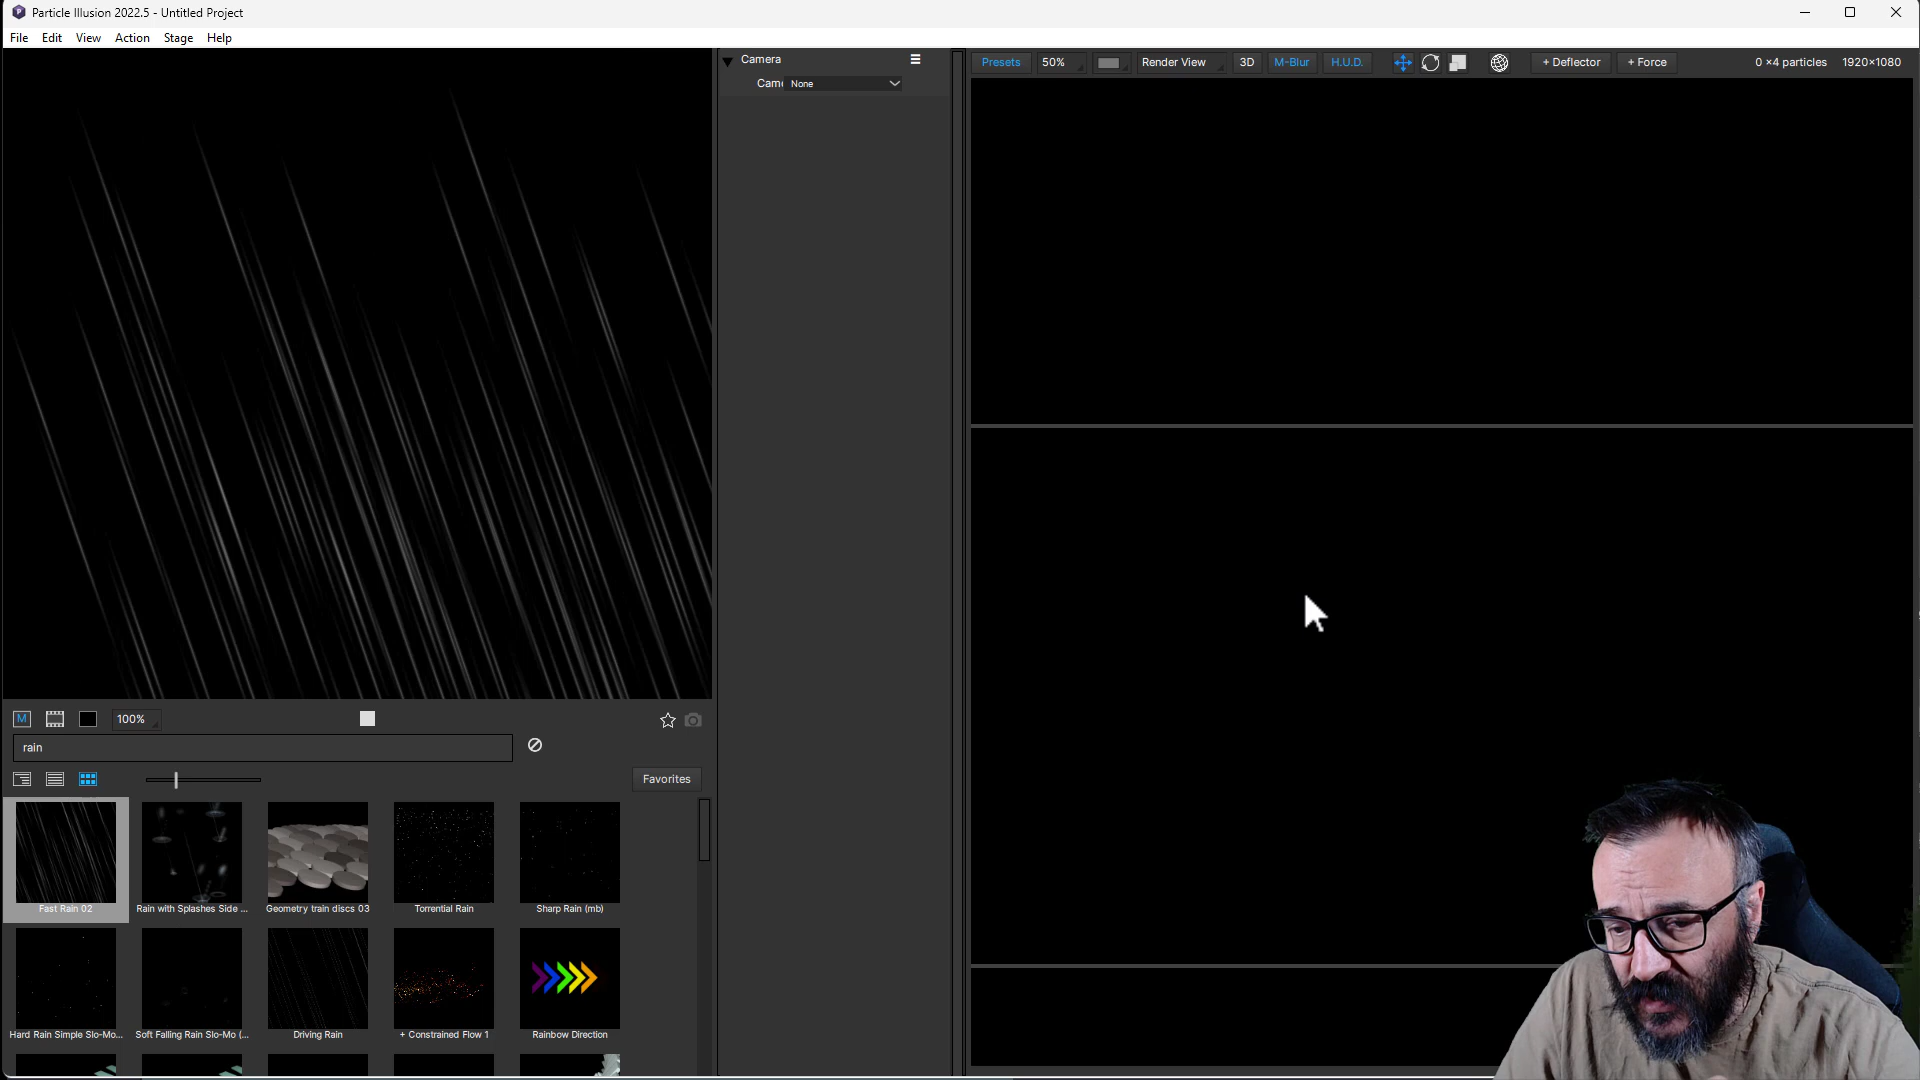 Particle Illusion 2022.5 - Untitled Project
File Edit View Action Stage Help
Camera
Came None
Presets 50% Render View 3D M-Blur H.U.D. + Deflector + Force 0 ×4 particles 1920×1080
M 100%
rain
Favorites
Fast Rain 02 Rain with Splashes Side ... Geometry train discs 03 Torrential Rain Sharp Rain (mb)
Hard Rain Simple Slo-Mo... Soft Falling Rain Slo-Mo (... Driving Rain + Constrained Flow 1 Rainbow Direction